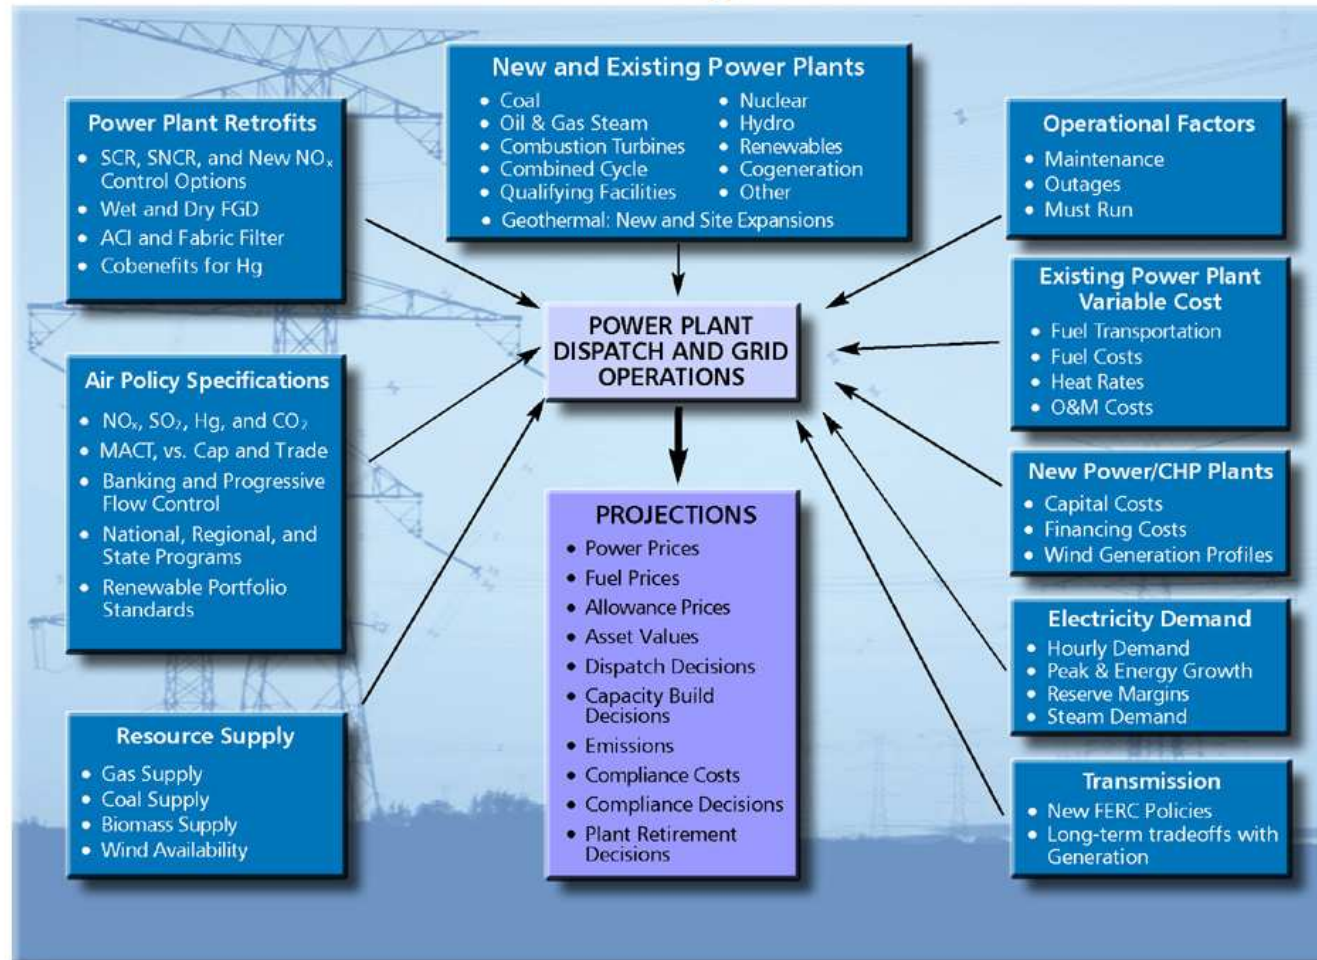 New and Existing Power Plants
• Coal
• Oil & Gas Steam
• Combustion Turbines
• Combined Cycle
• Qualifying Facilities
• Nuclear
• Hydro
• Renewables
• Cogeneration
• Other
• Geothermal: New and Site Expansions
Power Plant Retrofits
• SCR, SNCR, and New NOₓ
Control Options
• Wet and Dry FGD
• ACI and Fabric Filter
• Cobenefits for Hg
Air Policy Specifications
• NOₓ, SO₂, Hg, and CO₂
• MACT, vs. Cap and Trade
• Banking and Progressive
Flow Control
• National, Regional, and
State Programs
• Renewable Portfolio
Standards
Resource Supply
• Gas Supply
• Coal Supply
• Biomass Supply
• Wind Availability
POWER PLANT
DISPATCH AND GRID
OPERATIONS
PROJECTIONS
• Power Prices
• Fuel Prices
• Allowance Prices
• Asset Values
• Dispatch Decisions
• Capacity Build
Decisions
• Emissions
• Compliance Costs
• Compliance Decisions
• Plant Retirement
Decisions
Operational Factors
• Maintenance
• Outages
• Must Run
Existing Power Plant
Variable Cost
• Fuel Transportation
• Fuel Costs
• Heat Rates
• O&M Costs
New Power/CHP Plants
• Capital Costs
• Financing Costs
• Wind Generation Profiles
Electricity Demand
• Hourly Demand
• Peak & Energy Growth
• Reserve Margins
• Steam Demand
Transmission
• New FERC Policies
• Long-term tradeoffs with
Generation